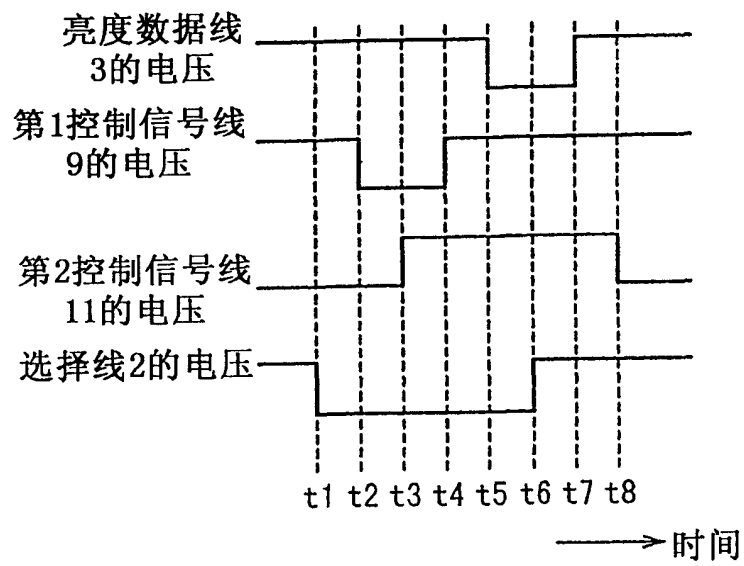 亮度数据线
3的电压
第1控制信号线
9的电压
第2控制信号线
11的电压
选择线2的电压
t1 t2 t3 t4 t5 t6 t7 t8
时间